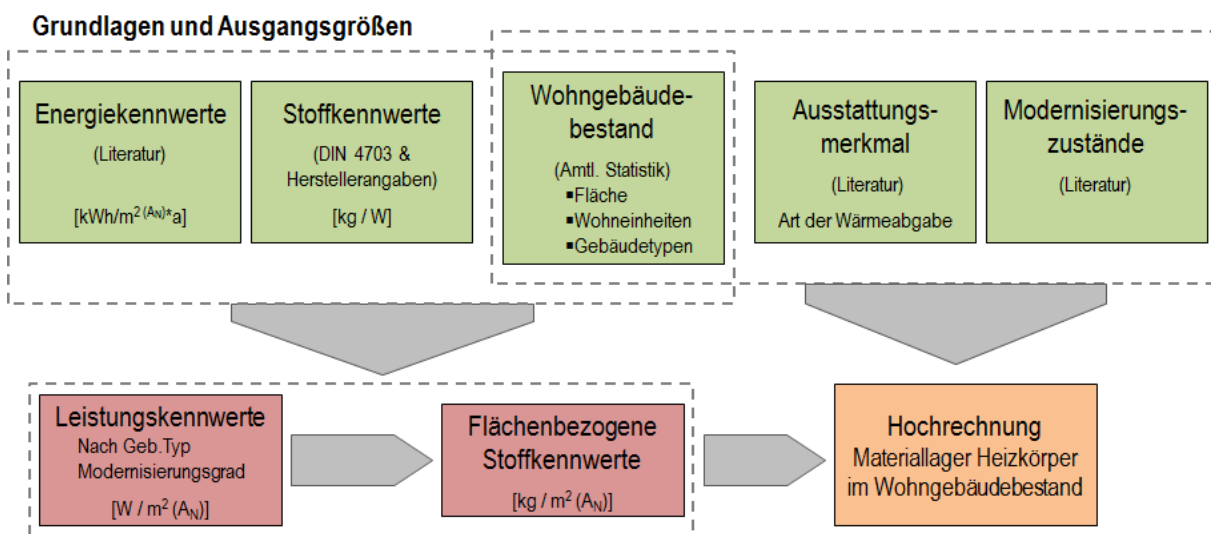 Grundlagen und Ausgangsgrößen
Energiekennwerte
(Literatur)
[kWh/m² (AN)*a]
Stoffkennwerte
(DIN 4703 &
Herstellerangaben)
[kg / W]
Wohngebäude-
bestand
(Amtl. Statistik)
▪Fläche
▪Wohneinheiten
▪Gebäudetypen
Ausstattungs-
merkmal
(Literatur)
Art der Wärmeabgabe
Modernisierungs-
zustände
(Literatur)
Leistungskennwerte
Nach Geb.Typ
Modernisierungsgrad
[W / m² (AN)]
Flächenbezogene
Stoffkennwerte
[kg / m² (AN)]
Hochrechnung
Materiallager Heizkörper
im Wohngebäudebestand